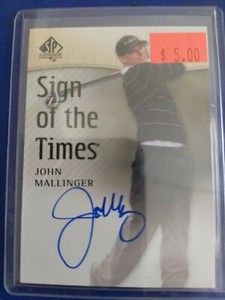 SP
$5.00
Sign
of the
Times
JOHN
MALLINGER